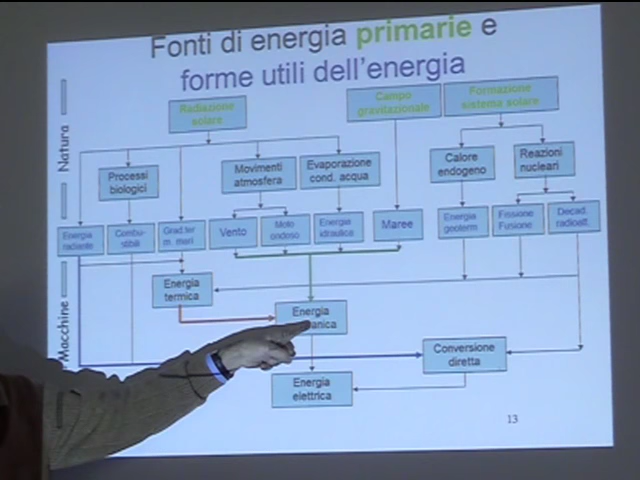 Fonti di energia primarie e
forme utili dell'energia
Natura
Macchine
Radiazione
solare
Campo
gravitazionale
Formazione
sistema solare
Processi
biologici
Movimenti
atmosfera
Evaporazione
cond. acqua
Calore
endogeno
Reazioni
nucleari
Energia
radiante
Combu-
stibili
Grad.ter
m. mari
Vento
Moto
ondoso
Energia
idraulica
Maree
Energia
geoterm
Fissione
Fusione
Decad.
radioatt.
Energia
termica
Energia
Conversione
diretta
Energia
elettrica
13